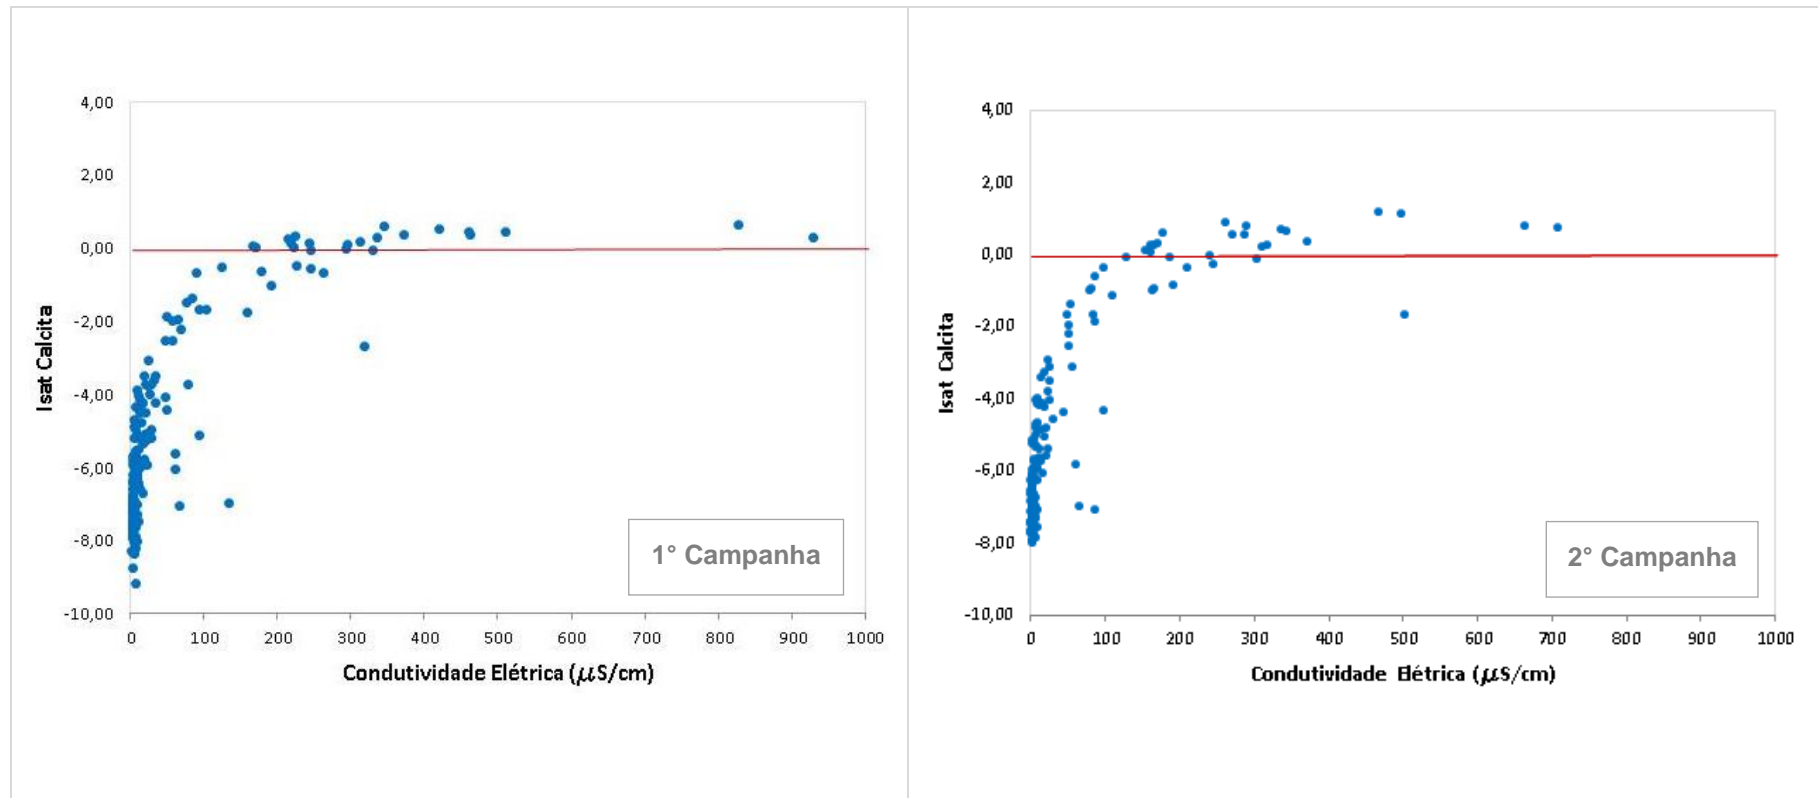 4,00
2,00
0,00
-2,00
-4,00
-6,00
-8,00
-10,00
Isat Calcita
0 100 200 300 400 500 600 700 800 900 1000
Condutividade Elétrica (μS/cm)
1° Campanha
4,00
2,00
0,00
-2,00
-4,00
-6,00
-8,00
-10,00
Isat Calcita
0 100 200 300 400 500 600 700 800 900 1000
Condutividade Elétrica (μS/cm)
2° Campanha